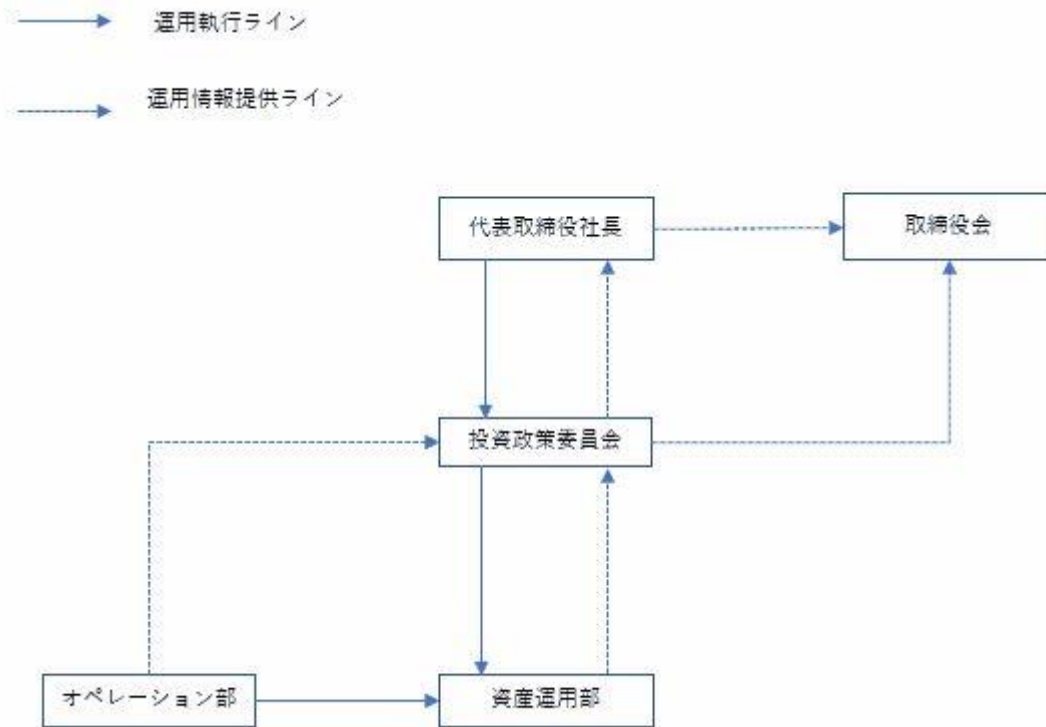 運用執行ライン
運用情報提供ライン
代表取締役社長
取締役会
投資政策委員会
オペレーション部
資産運用部